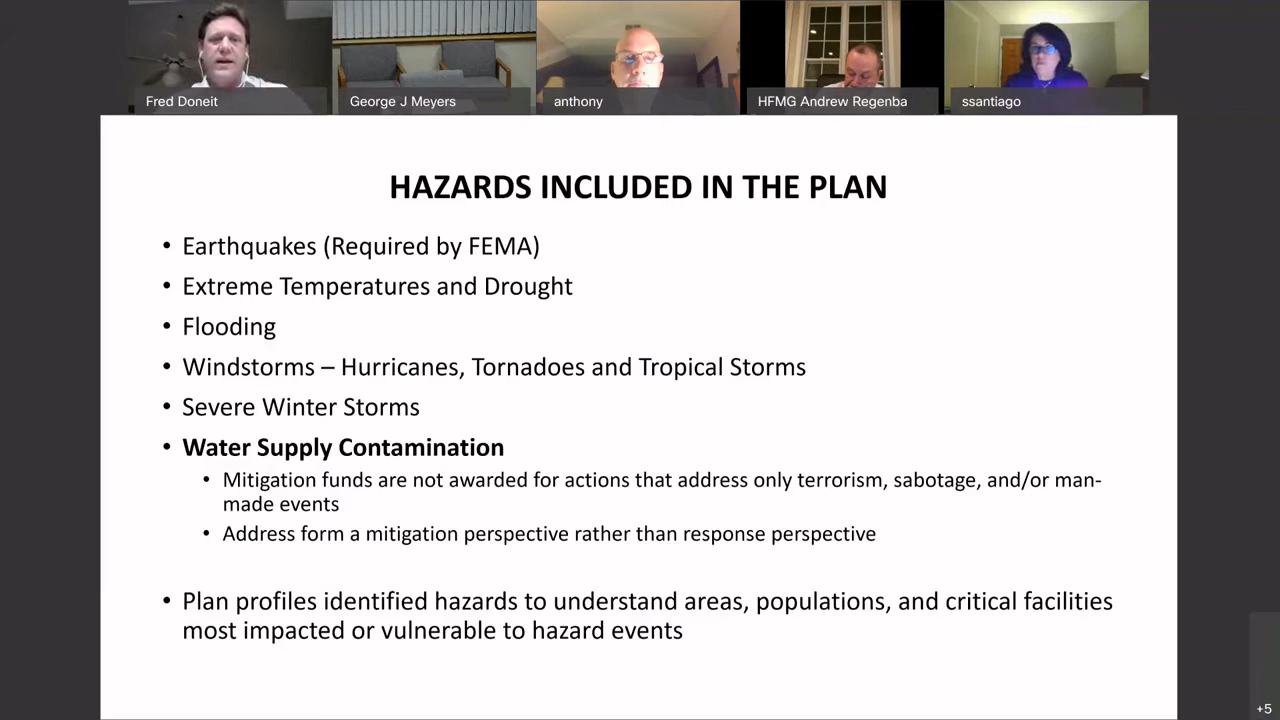 Fred Doneit
George J Meyers
anthony
HFMG Andrew Regenba
ssantiago
HAZARDS INCLUDED IN THE PLAN
• Earthquakes (Required by FEMA)
• Extreme Temperatures and Drought
• Flooding
• Windstorms – Hurricanes, Tornadoes and Tropical Storms
• Severe Winter Storms
• Water Supply Contamination
• Mitigation funds are not awarded for actions that address only terrorism, sabotage, and/or man-
made events
• Address form a mitigation perspective rather than response perspective
• Plan profiles identified hazards to understand areas, populations, and critical facilities
most impacted or vulnerable to hazard events
+5